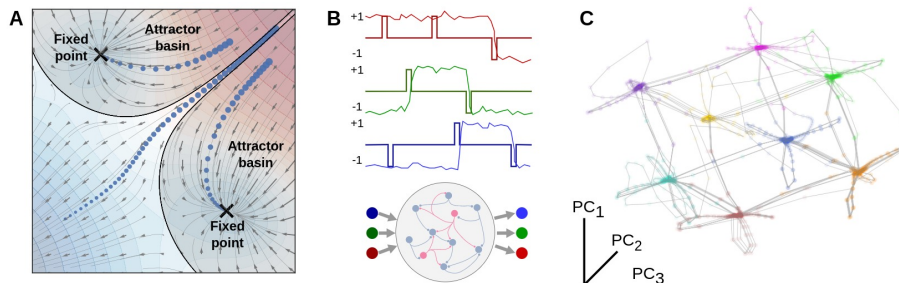 A
Fixed
point
Attractor
basin
Attractor
basin
Fixed
point
B
+1
-1
+1
-1
+1
-1
C
PC1
PC2
PC3